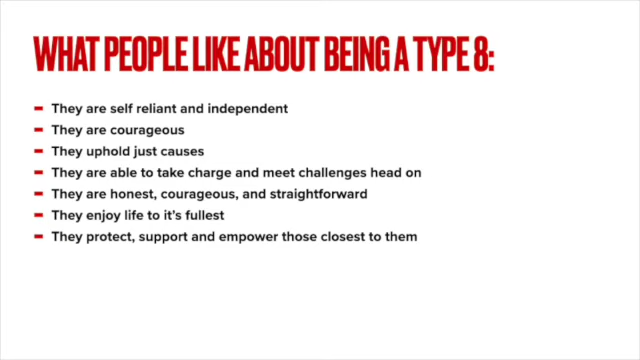 WHAT PEOPLE LIKE ABOUT BEING A TYPE 8:
- They are self reliant and independent
- They are courageous
- They uphold just causes
- They are able to take charge and meet challenges head on
- They are honest, courageous, and straightforward
- They enjoy life to it's fullest
- They protect, support and empower those closest to them